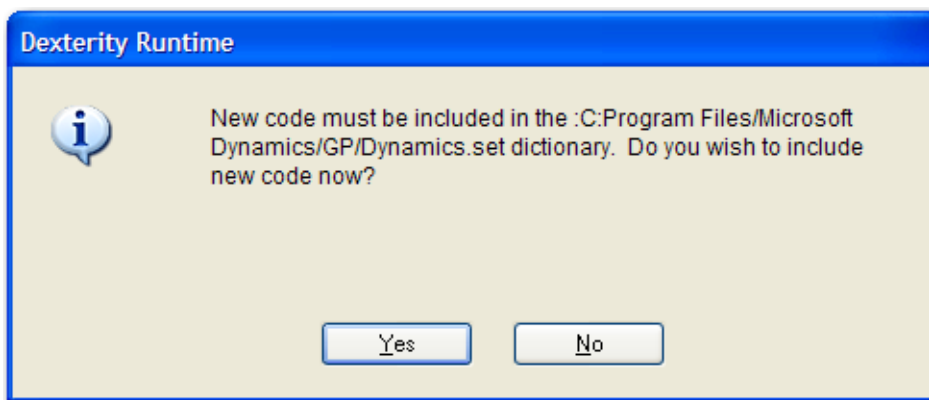 Dexterity Runtime
New code must be included in the :C:Program Files/Microsoft
Dynamics/GP/Dynamics.set dictionary.  Do you wish to include
new code now?
Yes
No